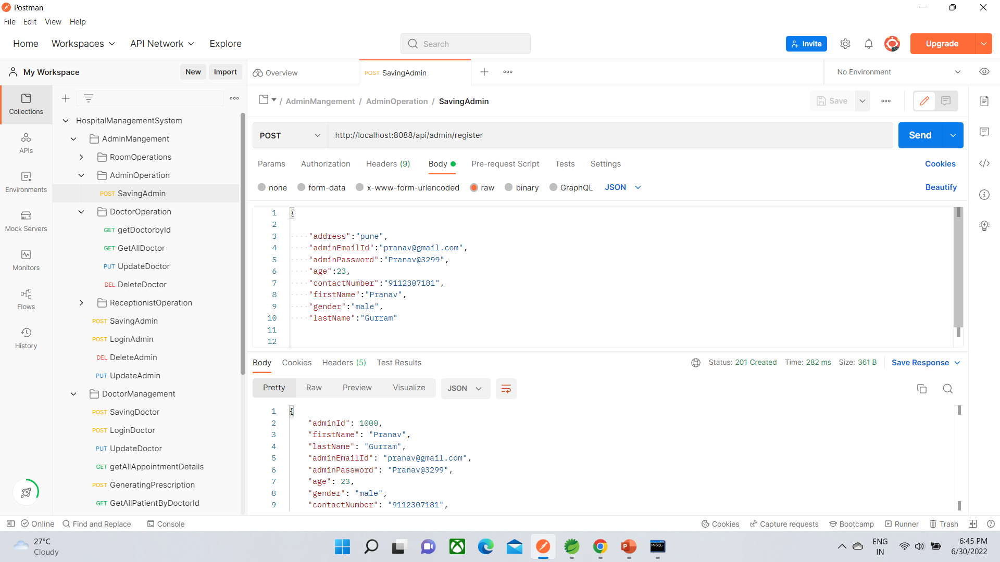 Postman
File Edit View Help
Home Workspaces API Network Explore Search Invite Upgrade
My Workspace New Import Overview POST SavingAdmin No Environment
Collections
APIs
Environments
Mock Servers
Monitors
Flows
History
HospitalManagementSystem
AdminMangement
RoomOperations
AdminOperation
POST SavingAdmin
DoctorOperation
GET getDoctorbyId
GET GetAllDoctor
PUT UpdateDoctor
DEL DeleteDoctor
ReceptionistOperation
POST SavingAdmin
POST LoginAdmin
DEL DeleteAdmin
PUT UpdateAdmin
DoctorManagement
POST SavingDoctor
POST LoginDoctor
PUT UpdateDoctor
GET getAllAppointmentDetails
POST GeneratingPrescription
GET GetAllPatientByDoctorId
/ AdminMangement / AdminOperation / SavingAdmin Save
POST http://localhost:8088/api/admin/register Send
Params Authorization Headers (9) Body Pre-request Script Tests Settings Cookies
none form-data x-www-form-urlencoded raw binary GraphQL JSON Beautify
1 {
2
3 "address":"pune",
4 "adminEmailId":"pranav@gmail.com",
5 "adminPassword":"Pranav@3299",
6 "age":23,
7 "contactNumber":"9112307181",
8 "firstName":"Pranav",
9 "gender":"male",
10 "lastName":"Gurram"
11
12
Body Cookies Headers (5) Test Results Status: 201 Created Time: 282 ms Size: 361 B Save Response
Pretty Raw Preview Visualize JSON
1 {
2 "adminId": 1000,
3 "firstName": "Pranav",
4 "lastName": "Gurram",
5 "adminEmailId": "pranav@gmail.com",
6 "adminPassword": "Pranav@3299",
7 "age": 23,
8 "gender": "male",
9 "contactNumber": "9112307181",
Online Find and Replace Console Cookies Capture requests Bootcamp Runner Trash
27°C
Cloudy
MySQL
ENG
IN
6:45 PM
6/30/2022